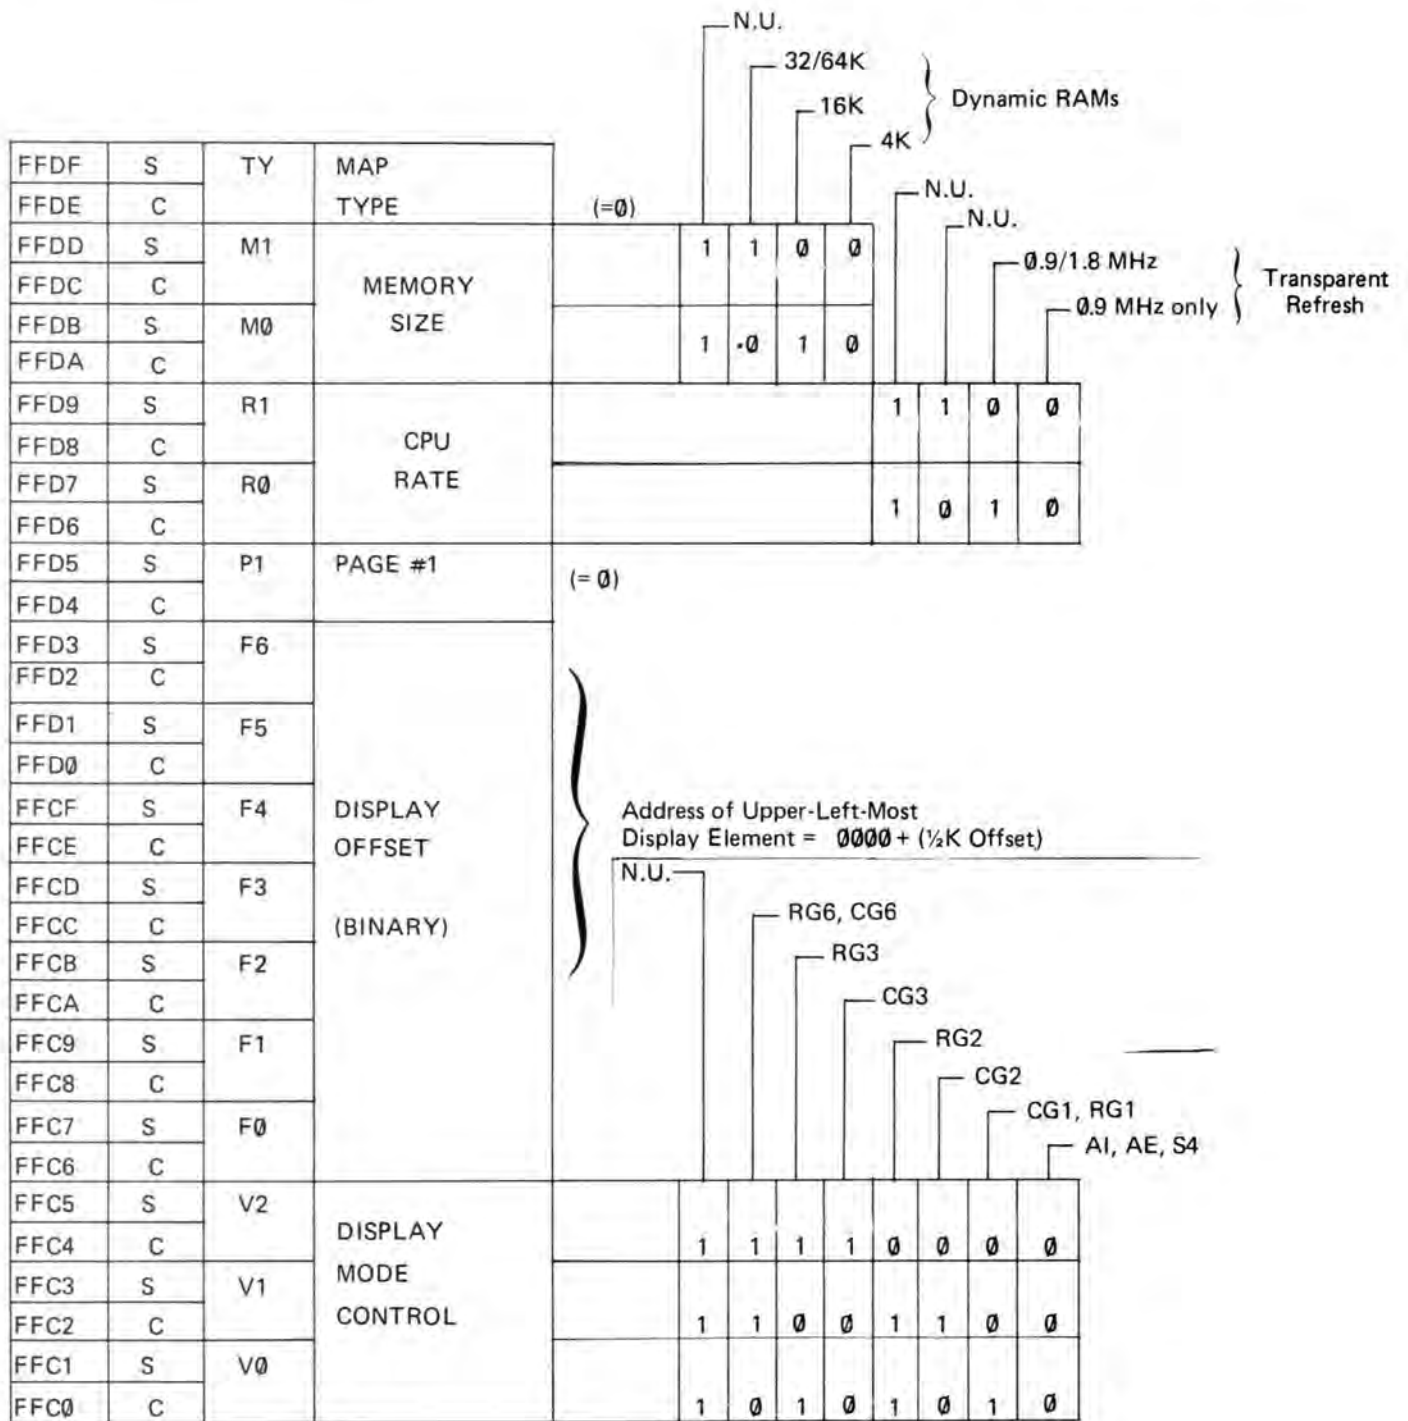 N.U.
32/64K
16K
Dynamic RAMs
4K
FFDF S TY MAP
FFDE C TYPE (=Ø)
N.U.
N.U.
FFDD S M1 1 1 Ø Ø
Ø.9/1.8 MHz
FFDC C MEMORY
Transparent
FFDB S MØ SIZE
Ø.9 MHz only
Refresh
1 Ø 1 Ø
FFDA C
FFD9 S R1 1 1 Ø Ø
FFD8 C CPU
FFD7 S RØ RATE
1 Ø 1 Ø
FFD6 C
FFD5 S P1 PAGE #1
(= Ø)
FFD4 C
FFD3 S F6
FFD2 C
FFD1 S F5
FFDØ C
FFCF S F4 DISPLAY
Address of Upper-Left-Most
FFCE C OFFSET
Display Element = ØØØØ + (½K Offset)
FFCD S F3
N.U.
RG6, CG6
FFCC C (BINARY)
RG3
FFCB S F2
FFCA C
CG3
FFC9 S F1
RG2
FFC8 C
CG2
CG1, RG1
FFC7 S FØ
AI, AE, S4
FFC6 C
FFC5 S V2
DISPLAY
FFC4 C 1 1 1 1 Ø Ø Ø Ø
MODE
FFC3 S V1
CONTROL
FFC2 C 1 1 Ø Ø 1 1 Ø Ø
FFC1 S VØ
FFCØ C 1 Ø 1 Ø 1 Ø 1 Ø